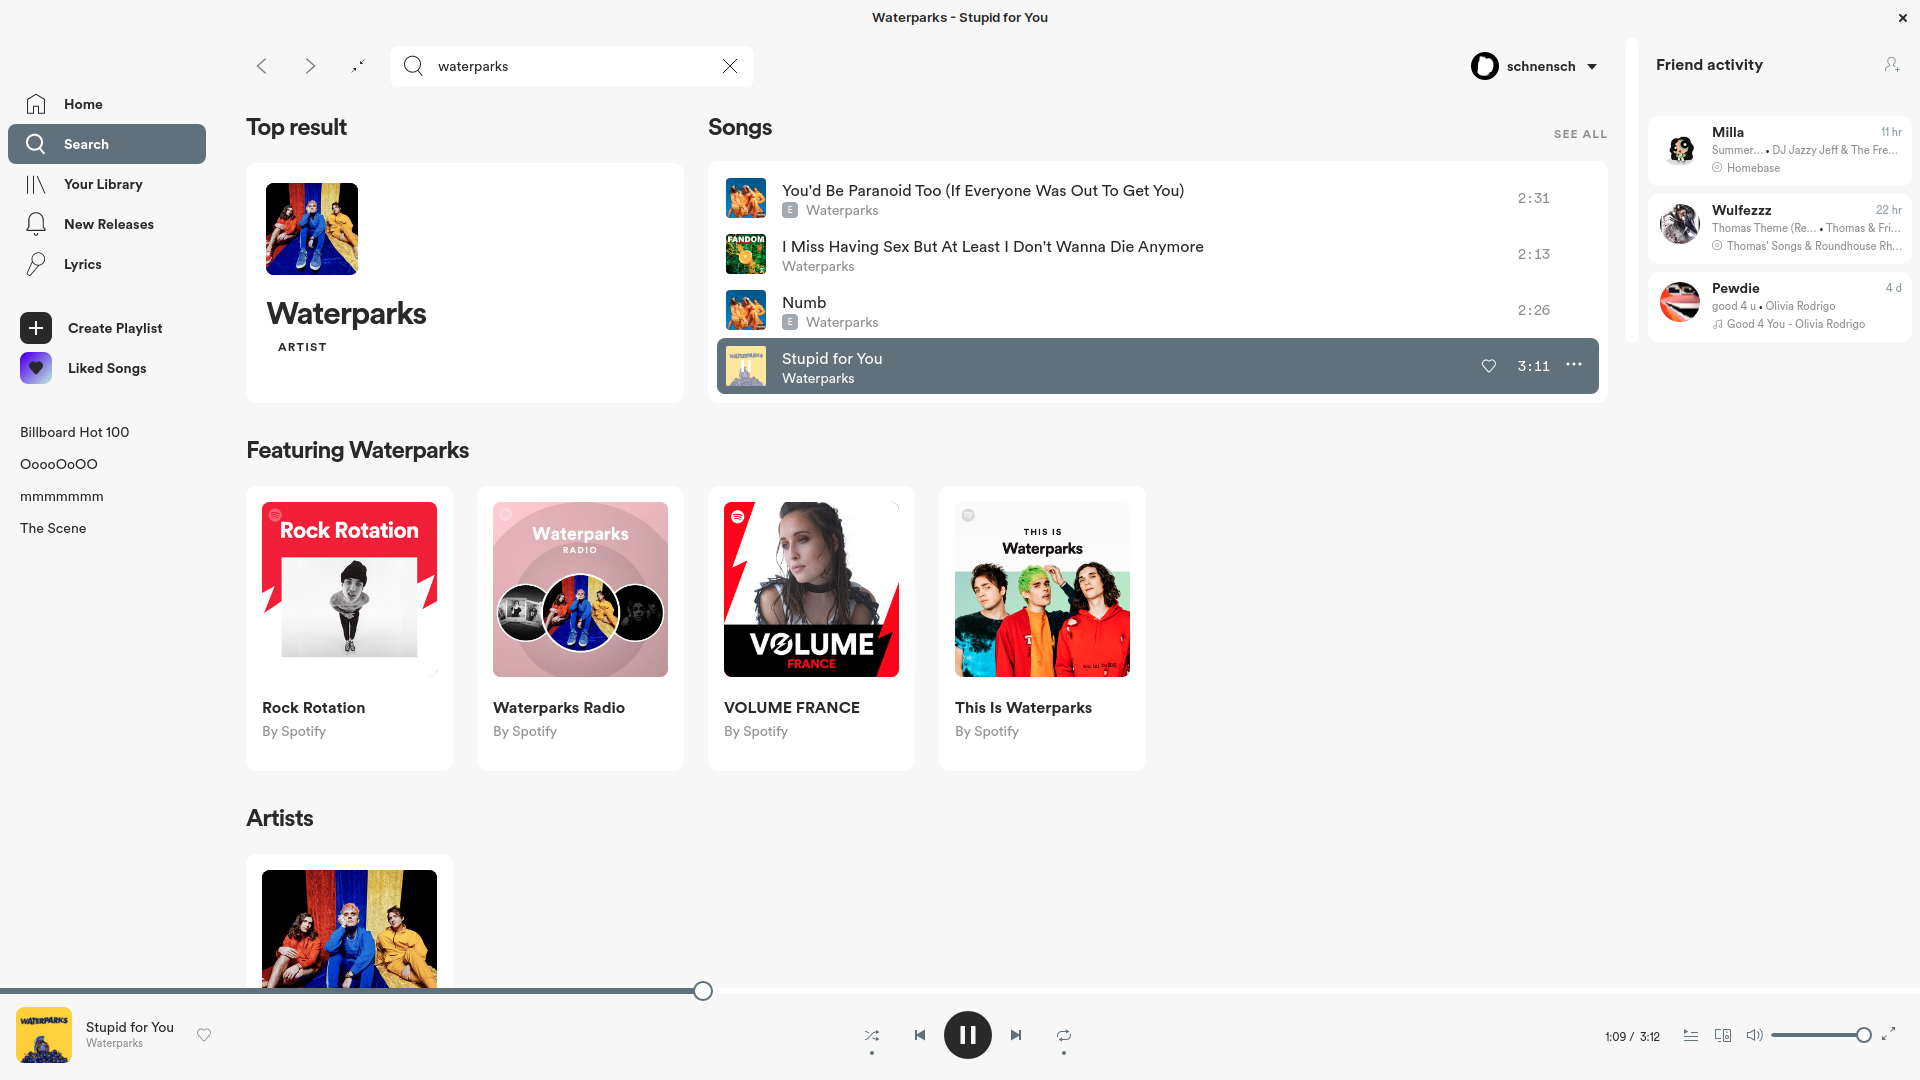 Waterparks - Stupid for You
waterparks
schnensch
Friend activity
Home
Search
Your Library
New Releases
Lyrics
Create Playlist
Liked Songs
Billboard Hot 100
OoooOoOO
mmmmmmm
The Scene
Top result
Waterparks
ARTIST
Songs
SEE ALL
You'd Be Paranoid Too (If Everyone Was Out To Get You)
E Waterparks
2:31
FANDOM
I Miss Having Sex But At Least I Don't Wanna Die Anymore
Waterparks
2:13
Numb
E Waterparks
2:26
WATERPARKS
Stupid for You
Waterparks
3:11
Milla
11 hr
Summer... • DJ Jazzy Jeff & The Fre...
Homebase
Wulfezzz
22 hr
Thomas Theme (Re... • Thomas & Fri...
Thomas' Songs & Roundhouse Rh...
Pewdie
4 d
good 4 u • Olivia Rodrigo
Good 4 You - Olivia Rodrigo
Featuring Waterparks
Rock Rotation
Rock Rotation
By Spotify
Waterparks
RADIO
Waterparks Radio
By Spotify
VOLUME
FRANCE
VOLUME FRANCE
By Spotify
THIS IS
Waterparks
This Is Waterparks
By Spotify
Artists
WATERPARKS
Stupid for You
Waterparks
1:09 / 3:12